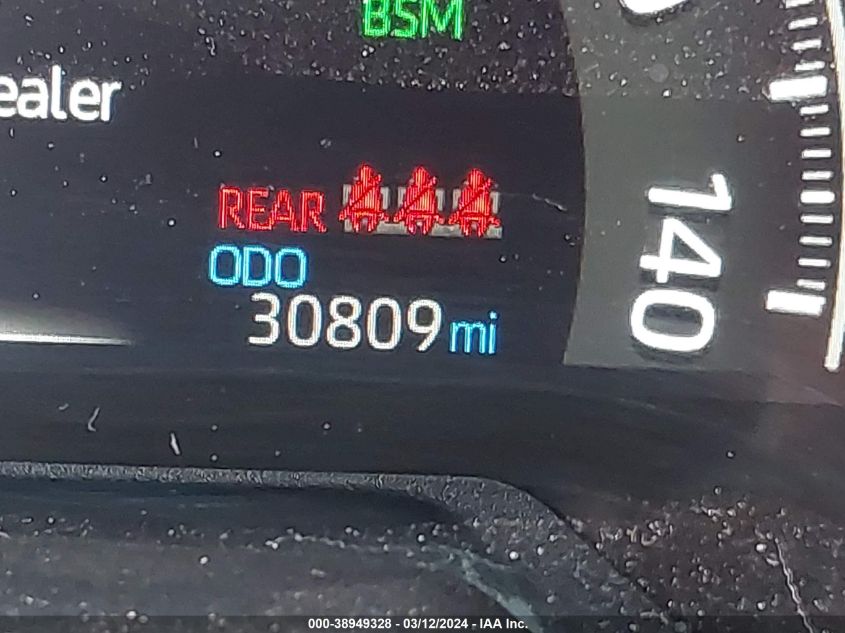 BSM
ealer
REAR
ODO
30809 mi
140
000-38949328 - 03/12/2024 - IAA Inc.